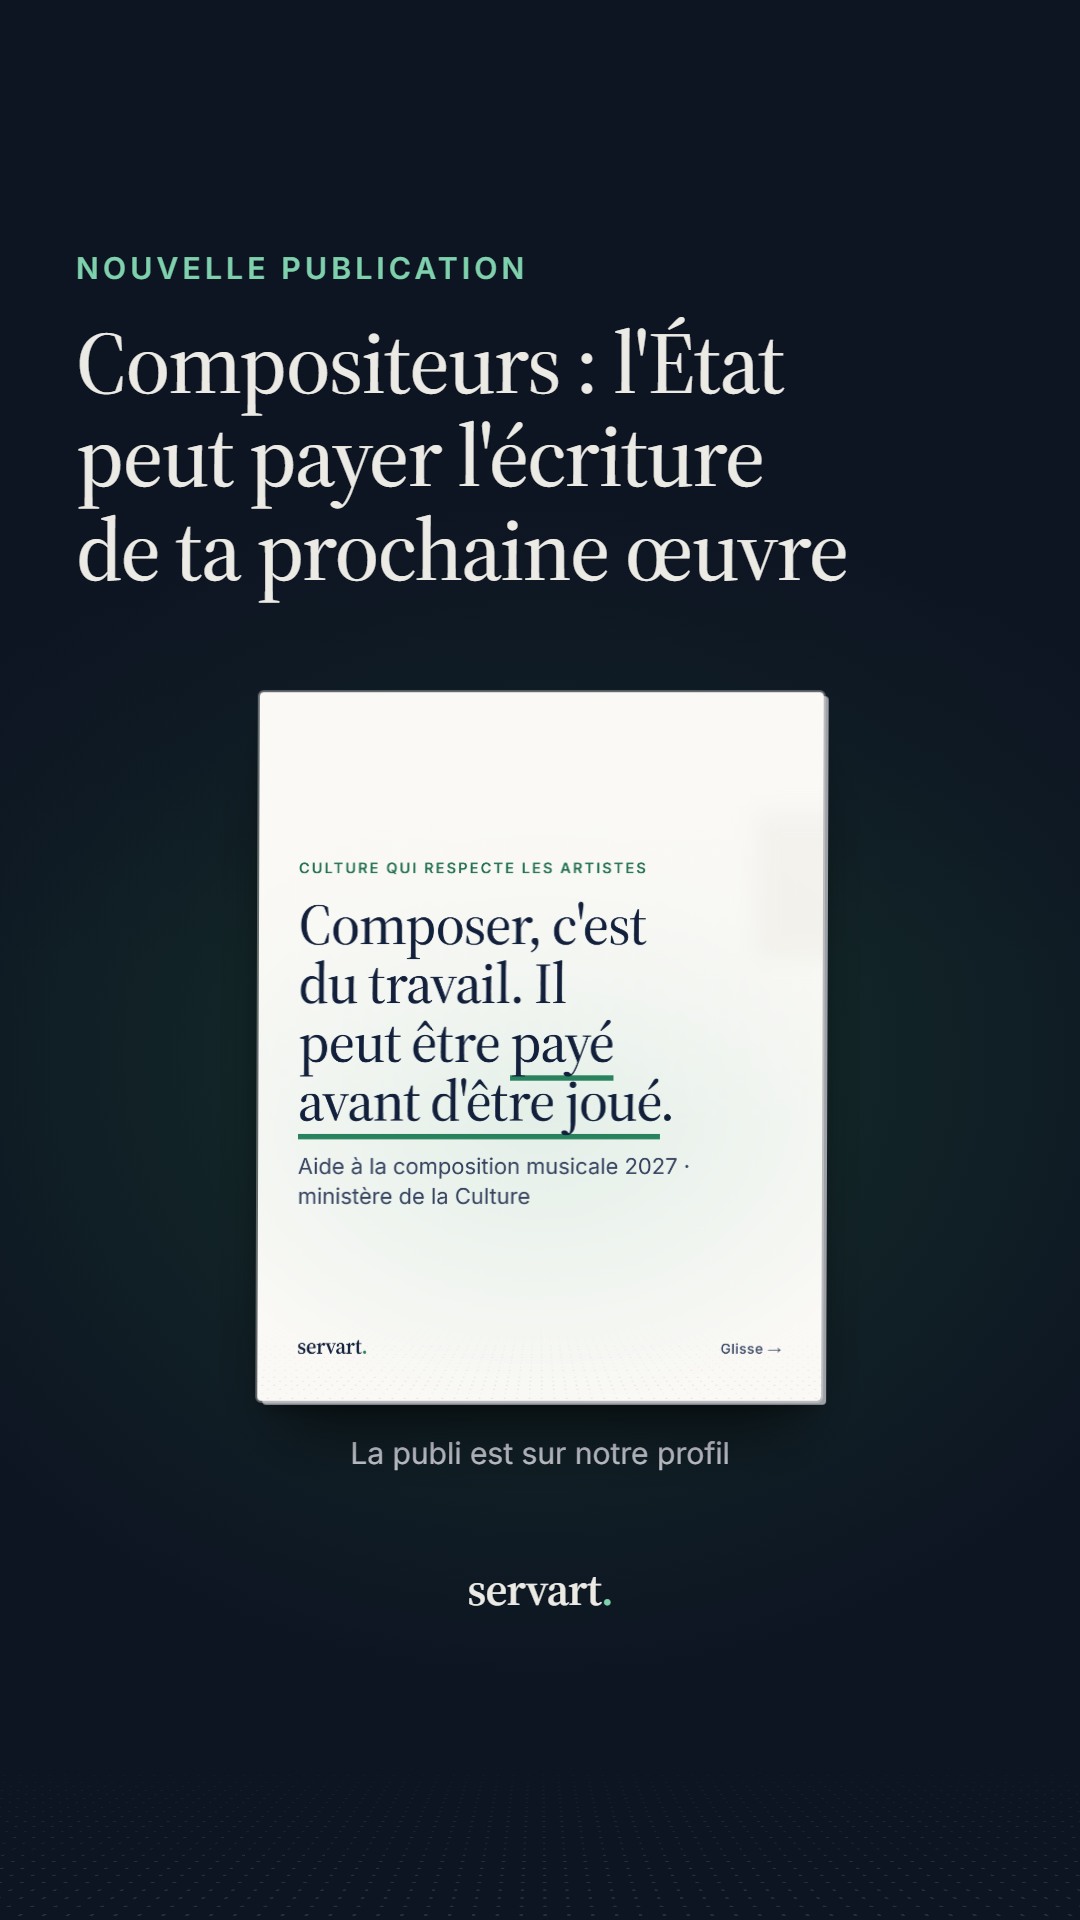 NOUVELLE PUBLICATION
Compositeurs : l'État
peut payer l'écriture
de ta prochaine œuvre
CULTURE QUI RESPECTE LES ARTISTES
Composer, c'est
du travail. Il
peut être payé
avant d'être joué.
Aide à la composition musicale 2027 ·
ministère de la Culture
servart.
Glisse →
La publi est sur notre profil
servart.